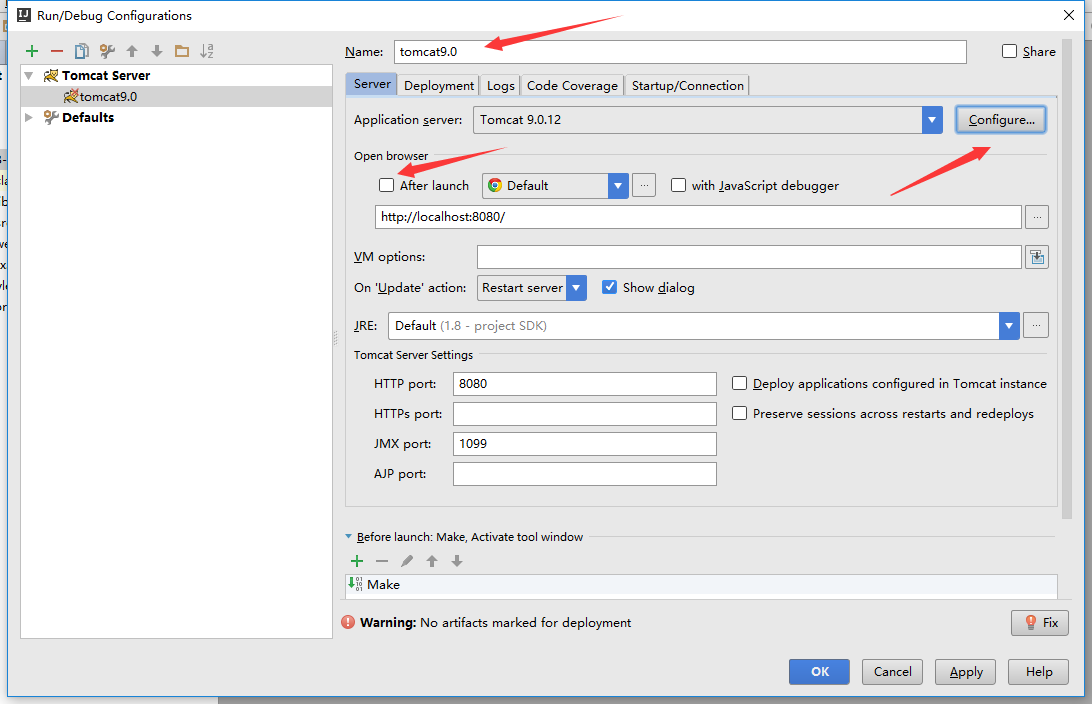 Run/Debug Configurations
Name: tomcat9.0 Share
Tomcat Server
tomcat9.0
Defaults
Server Deployment Logs Code Coverage Startup/Connection
Application server: Tomcat 9.0.12 Configure...
Open browser
After launch Default ... with JavaScript debugger
http://localhost:8080/ ...
VM options:
On 'Update' action: Restart server Show dialog
JRE: Default (1.8 - project SDK) ...
Tomcat Server Settings
HTTP port: 8080 Deploy applications configured in Tomcat instance
HTTPs port: Preserve sessions across restarts and redeploys
JMX port: 1099
AJP port:
Before launch: Make, Activate tool window
Make
Warning: No artifacts marked for deployment Fix
OK Cancel Apply Help